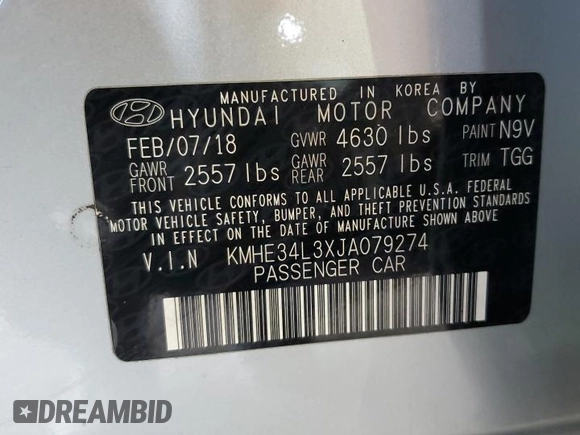 MANUFACTURED IN KOREA BY
HYUNDAI MOTOR COMPANY
FEB/07/18 GVWR 4630 lbs PAINT N9V
GAWR FRONT 2557 lbs GAWR REAR 2557 lbs TRIM TGG
THIS VEHICLE CONFORMS TO ALL APPLICABLE U.S.A. FEDERAL
MOTOR VEHICLE SAFETY, BUMPER, AND THEFT PREVENTION STANDARDS
IN EFFECT ON THE DATE OF MANUFACTURE SHOWN ABOVE
V.I.N KMHE34L3XJA079274
PASSENGER CAR
DREAMBID